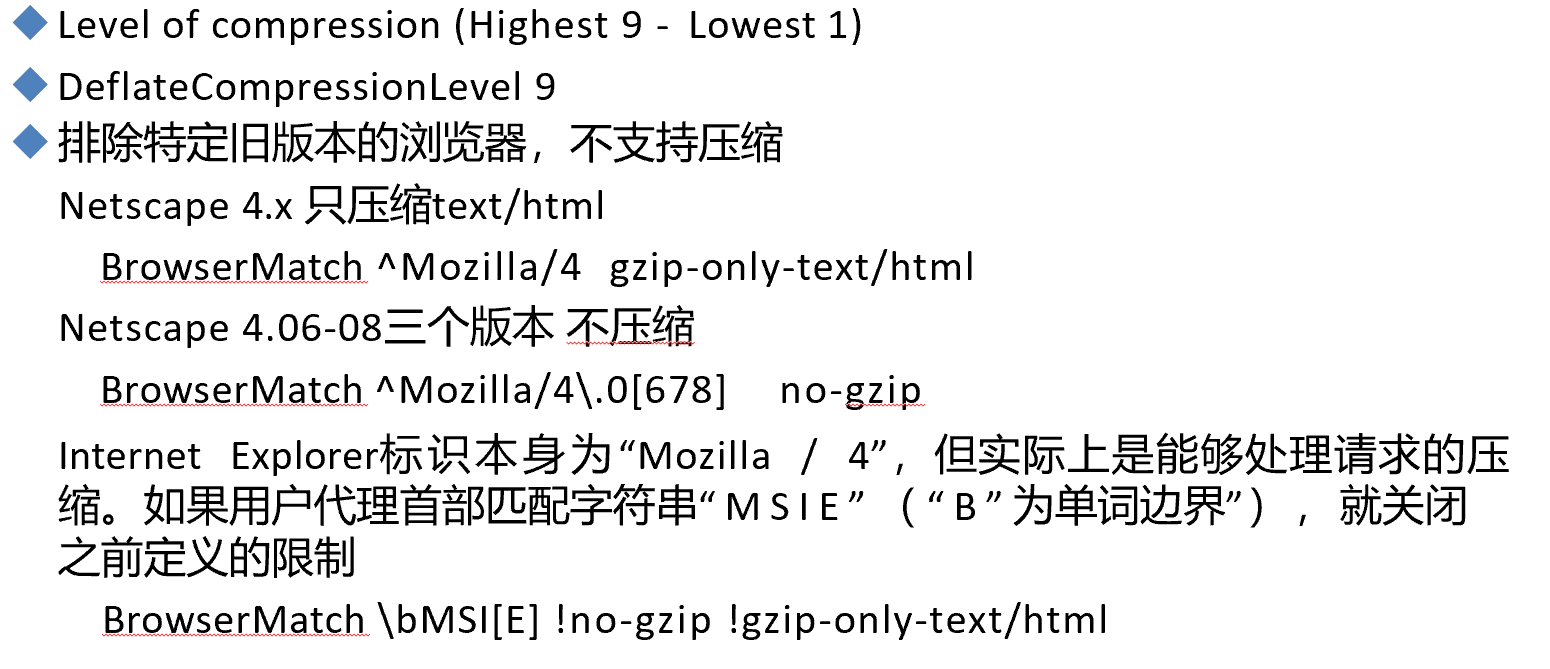 Level of compression (Highest 9 - Lowest 1)
DeflateCompressionLevel 9
排除特定旧版本的浏览器，不支持压缩
Netscape 4.x 只压缩text/html
BrowserMatch ^Mozilla/4 gzip-only-text/html
Netscape 4.06-08三个版本 不压缩
BrowserMatch ^Mozilla/4\.0[678] no-gzip
Internet Explorer标识本身为“Mozilla / 4”，但实际上是能够处理请求的压
缩。如果用户代理首部匹配字符串“MSIE”（“B”为单词边界”），就关闭
之前定义的限制
BrowserMatch \bMSI[E] !no-gzip !gzip-only-text/html